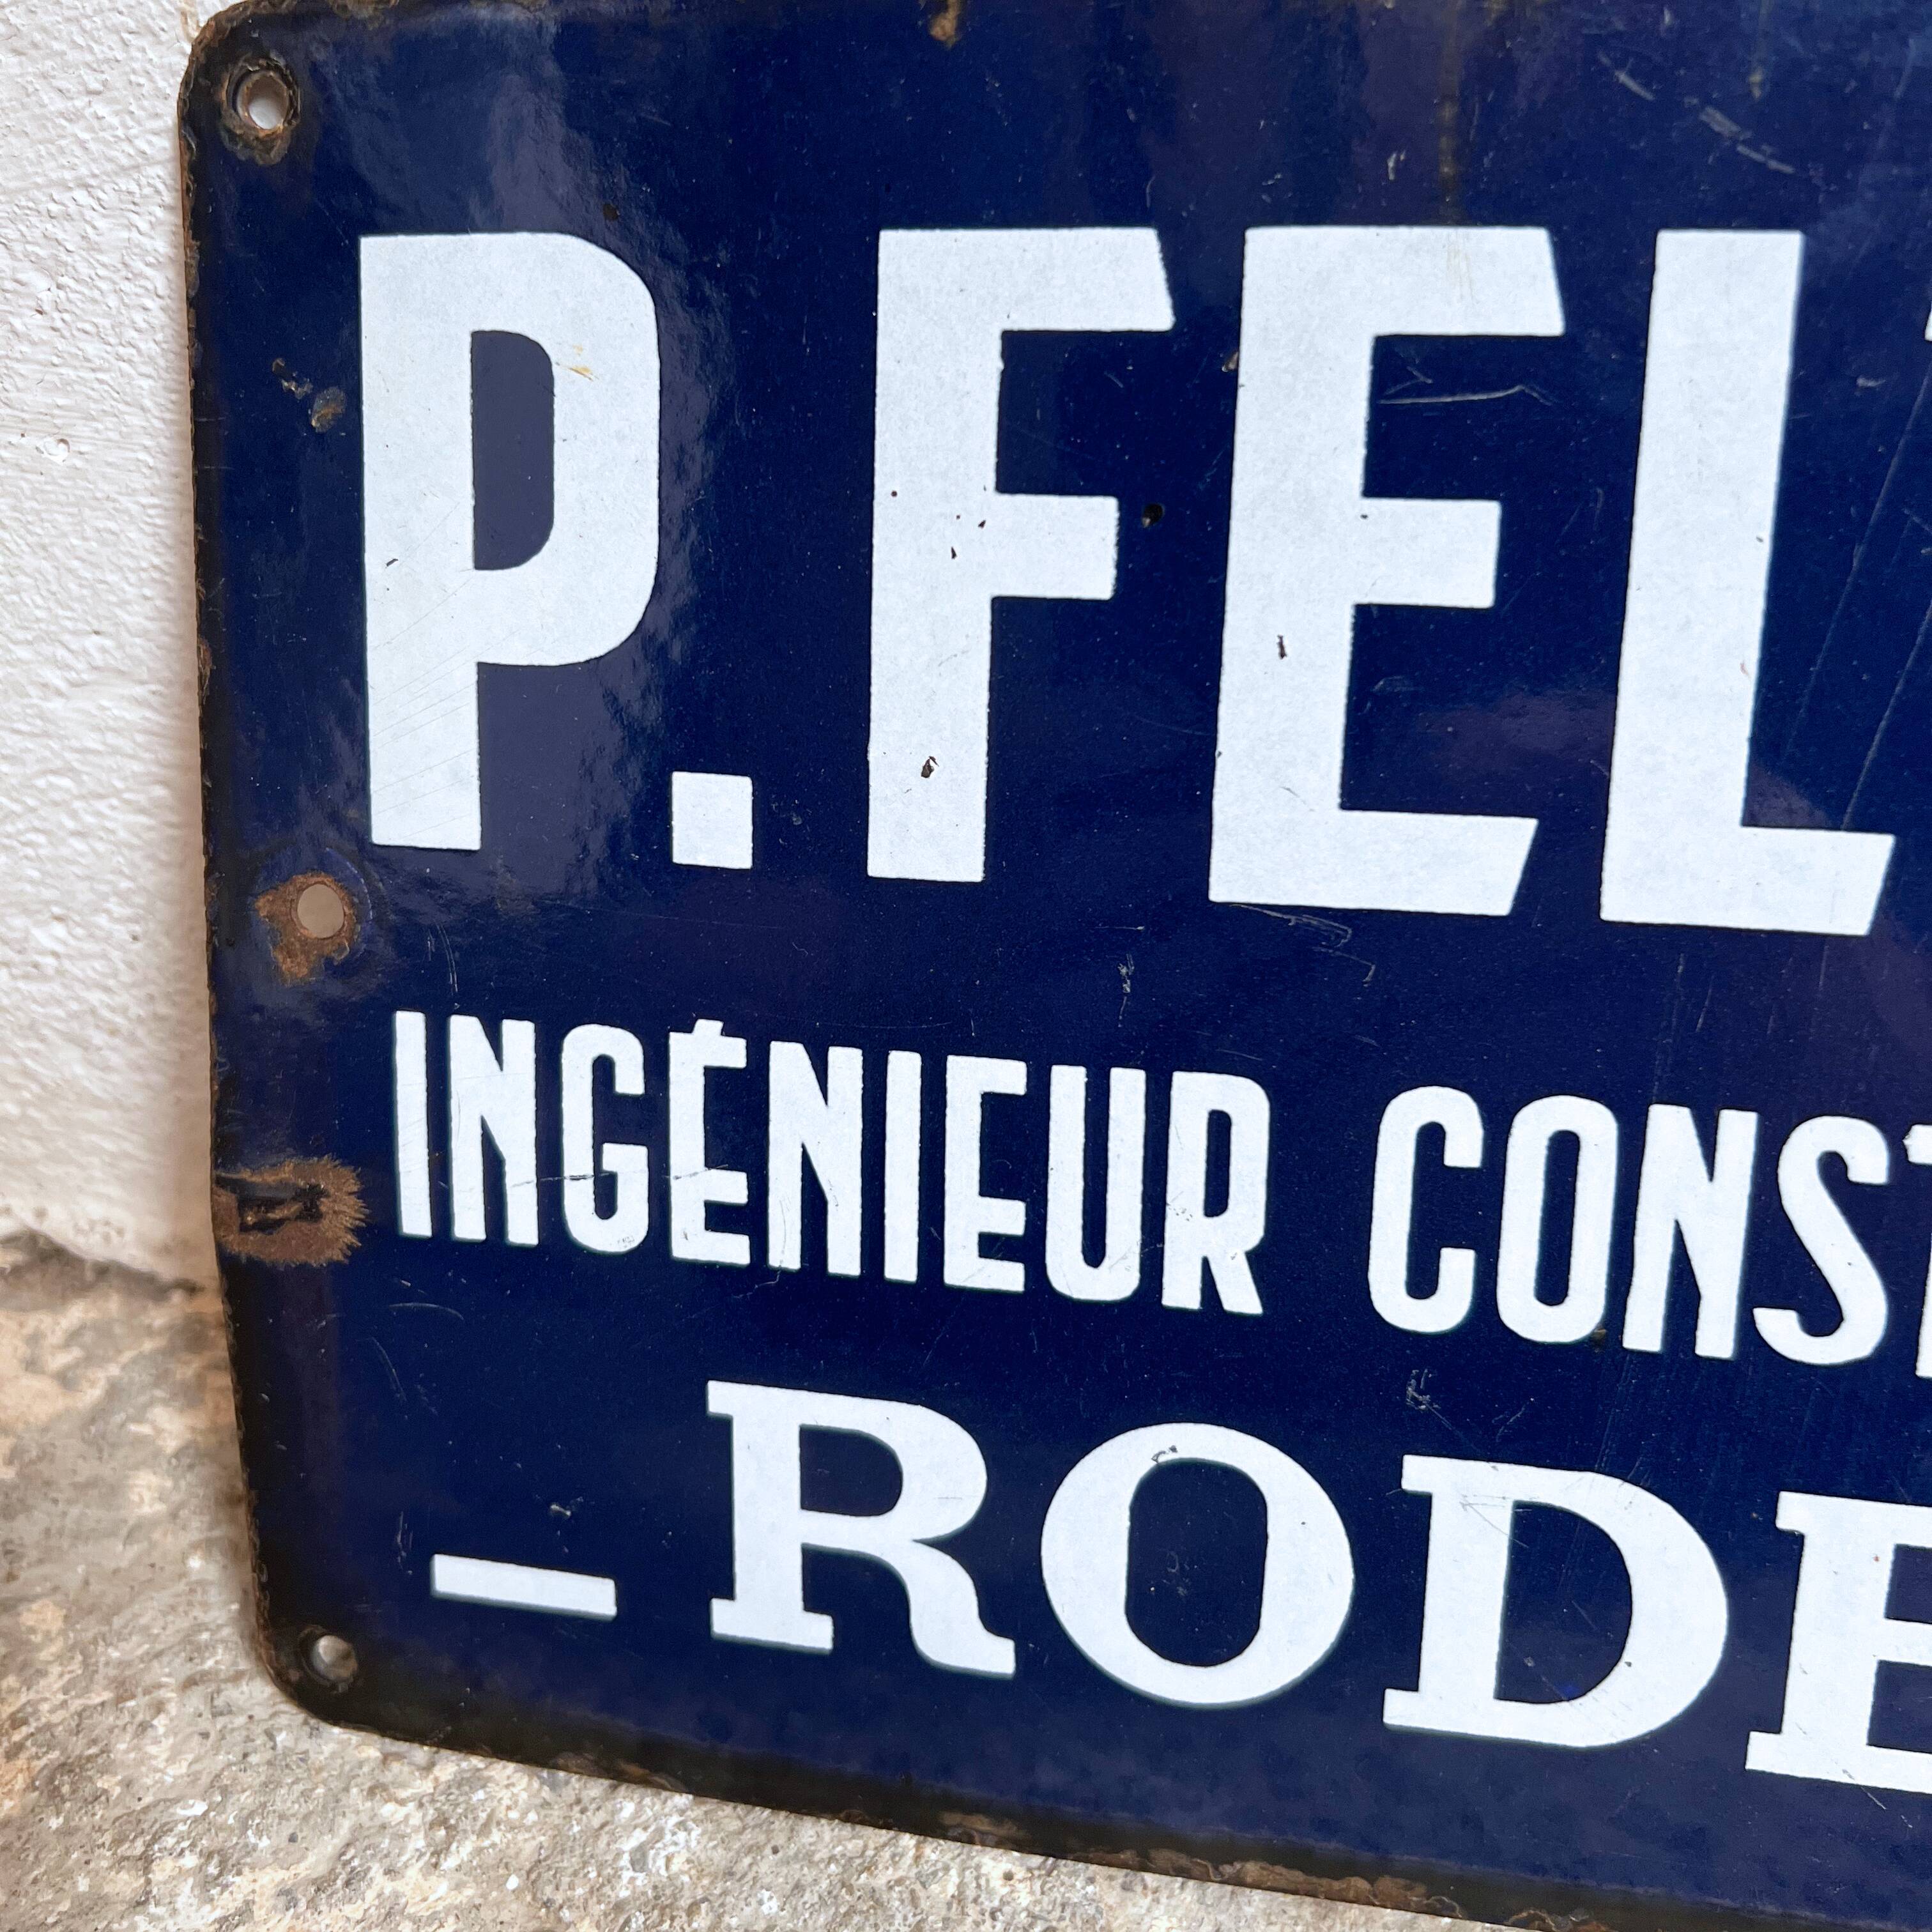 P. FEL
INGÉNIEUR CONST
— RODE